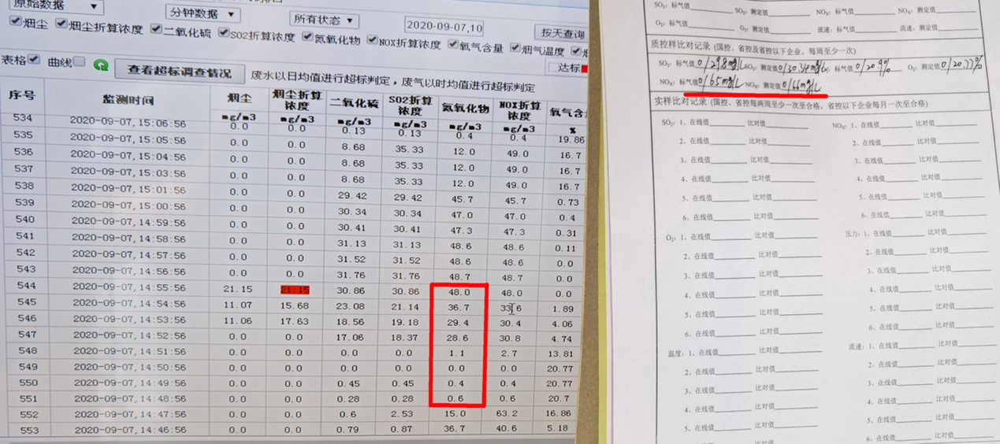 原始数据 分钟数据 所有状态 2020-09-07,10
烟尘 烟尘折算浓度 二氧化硫 SO2折算浓度 氮氧化物 NOX折算浓度 氧气含量 烟气温度 按天查询
表格 曲线 查看超标调查情况 废水以日均值进行超标判定，废气以时均值进行超标判定 达标
序号 监测时间 烟尘 mg/m3 烟尘折算浓度 mg/m3 二氧化硫 mg/m3 SO2折算浓度 mg/m3 氮氧化物 mg/m3 NOX折算浓度 mg/m3 氧气含 %
534 2020-09-07,15:06:56 0.0 0.0 0.13 0.13 0.4 0.4 19.86
535 2020-09-07,15:05:56 0.0 0.0 8.68 35.33 12.0 49.0 16.7
536 2020-09-07,15:04:56 0.0 0.0 8.68 35.33 12.0 49.0 16.7
537 2020-09-07,15:03:56 0.0 0.0 8.68 35.33 12.0 49.0 16.7
538 2020-09-07,15:01:56 0.0 0.0 29.42 29.42 45.7 45.7 0.73
539 2020-09-07,15:00:56 0.0 0.0 30.34 30.34 47.0 47.0 0.4
540 2020-09-07,14:59:56 0.0 0.0 30.41 30.41 47.3 47.3 0.31
541 2020-09-07,14:58:56 0.0 0.0 31.13 31.13 48.6 48.6 0.11
542 2020-09-07,14:57:56 0.0 0.0 31.52 31.52 48.6 48.6 0.0
543 2020-09-07,14:56:56 0.0 0.0 31.76 31.76 48.7 48.7 0.0
544 2020-09-07,14:55:56 21.15 21.15 30.86 30.86 48.0 48.0 0.0
545 2020-09-07,14:54:56 11.07 15.68 23.08 21.14 36.7 33.6 1.89
546 2020-09-07,14:53:56 11.06 17.63 18.56 19.18 29.4 30.4 4.06
547 2020-09-07,14:52:56 0.0 0.0 17.06 18.37 28.6 30.8 4.74
548 2020-09-07,14:51:56 0.0 0.0 0.0 0.0 1.1 2.7 13.81
549 2020-09-07,14:50:56 0.0 0.0 0.0 0.0 0.0 0.0 20.77
550 2020-09-07,14:49:56 0.0 0.0 0.45 0.45 0.4 0.4 20.77
551 2020-09-07,14:48:56 0.0 0.0 0.28 0.28 0.6 0.6 20.7
552 2020-09-07,14:47:56 0.0 0.0 0.6 2.53 15.0 63.2 16.86
553 2020-09-07,14:46:56 0.0 0.0 0.79 0.87 36.7 40.6 5.18
SO₂: 标气值 SO₂: 测定值 NOₓ: 标气值 NOₓ: 测定值
O₂: 标气值 O₂: 测定值 流速: 标气值 流速: 测定值
质控样比对记录 (国控、省控及省控以下企业，每周至少一次)
SO₂: 标气值0/29.8mg/L SO₂: 测定值0/30.34mg/L 标气值0/20.9% O₂: 测定值0/20.77%
NOₓ: 标气值0/65mg/L NOₓ: 测定值0/66mg/L
实样比对记录 (国控、省控每两周至少一次至合格，省控以下企业每月一次至合格)
SO₂: 1、在线值 比对值 NOₓ: 1、在线值 比对值
2、在线值 比对值 2、在线值 比对值
3、在线值 比对值 3、在线值 比对值
4、在线值 比对值 4、在线值 比对值
5、在线值 比对值 5、在线值 比对值
6、在线值 比对值 6、在线值 比对值
O₂: 1、在线值 比对值 压力: 1、在线值 比对值
2、在线值 比对值 2、在线值 比对值
3、在线值 比对值 3、在线值 比对值
4、在线值 比对值 4、在线值 比对值
5、在线值 比对值 5、在线值 比对值
6、在线值 比对值 6、在线值 比对值
温度: 1、在线值 比对值 流速: 1、在线值 比对值
2、在线值 比对值 2、在线值 比对值
3、在线值 比对值 3、在线值 比对值
4、在线值 比对值 4、在线值 比对值
5、在线值 比对值 5、在线值 比对值
6、在线值 比对值